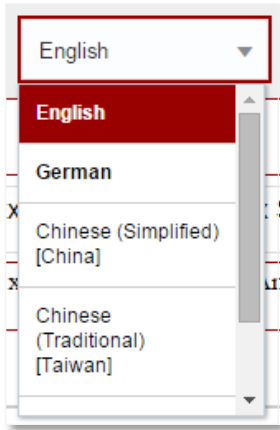 English
English
German
Chinese (Simplified)
[China]
Chinese
(Traditional)
[Taiwan]